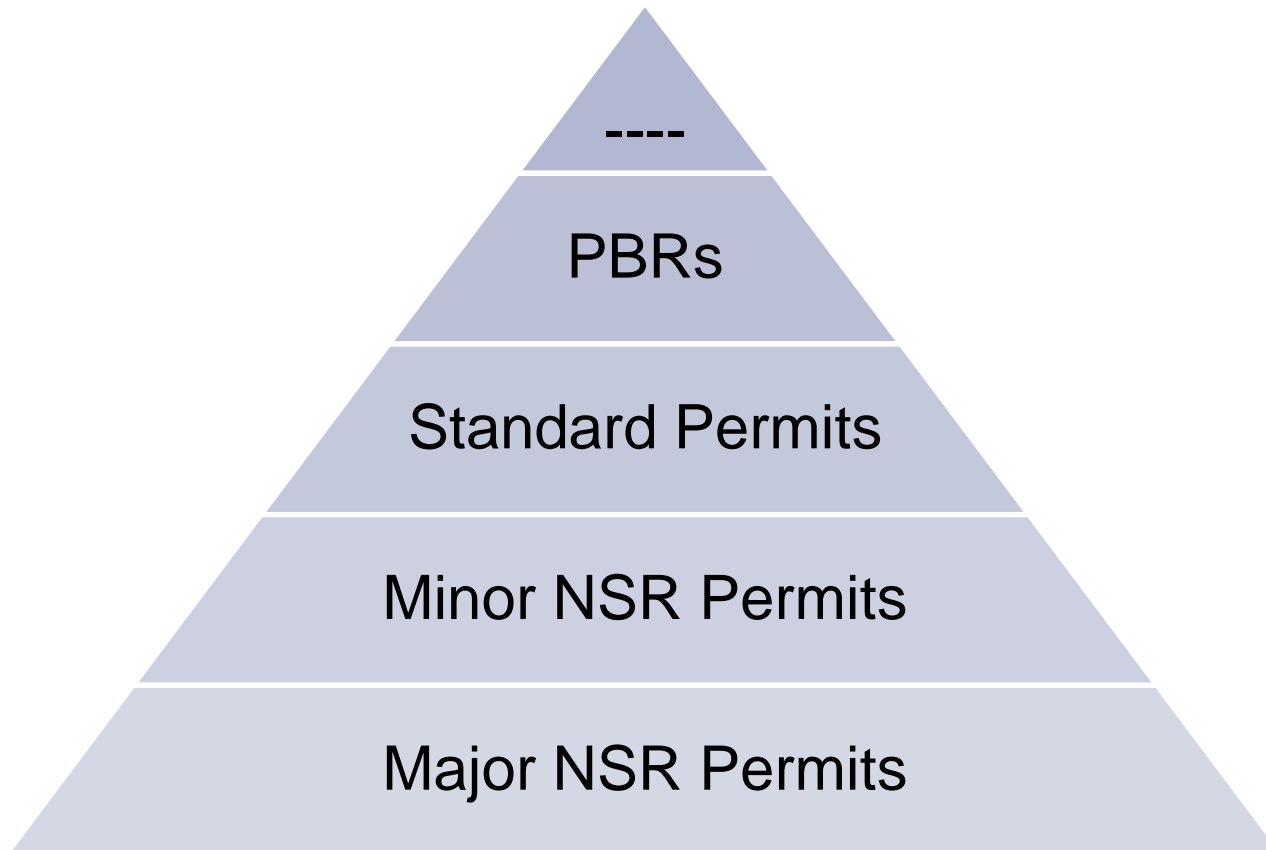 ----
PBRs
Standard Permits
Minor NSR Permits
Major NSR Permits